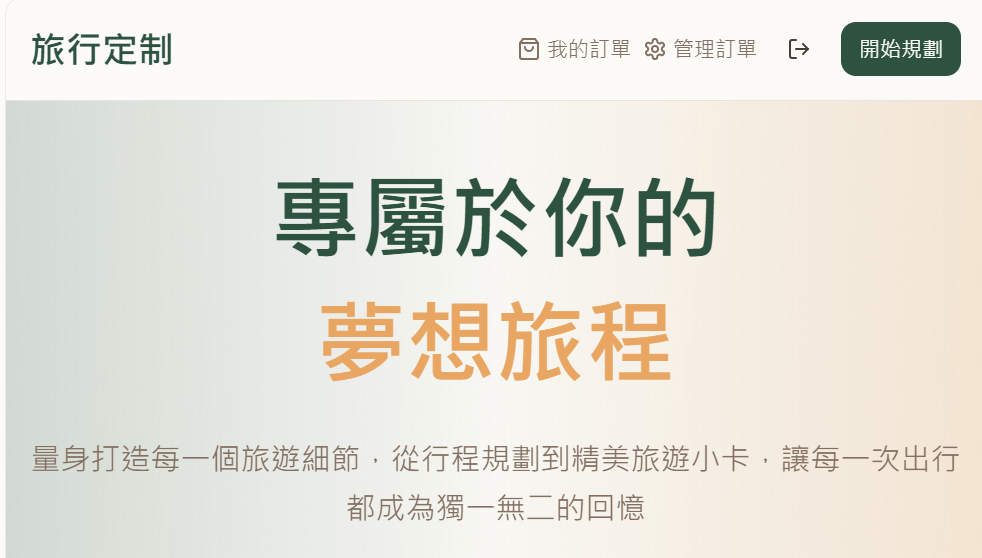 旅行定制
我的訂單
管理訂單
開始規劃
專屬於你的
夢想旅程
量身打造每一個旅遊細節，從行程規劃到精美旅遊小卡，讓每一次出行
都成為獨一無二的回憶